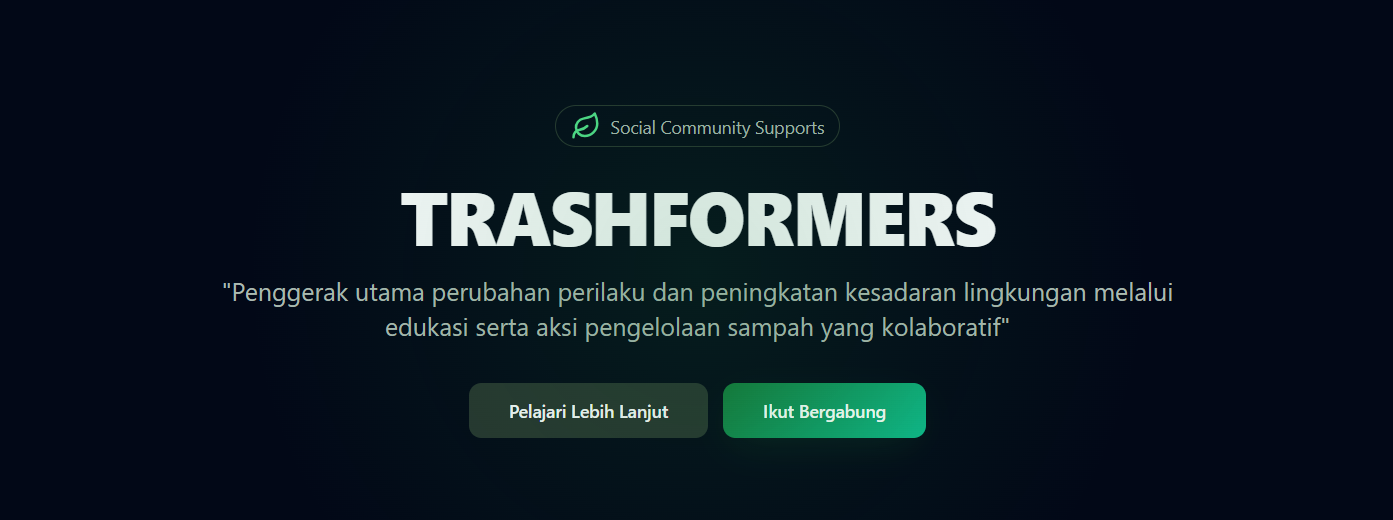 Social Community Supports
TRASHFORMERS
"Penggerak utama perubahan perilaku dan peningkatan kesadaran lingkungan melalui
edukasi serta aksi pengelolaan sampah yang kolaboratif"
Pelajari Lebih Lanjut
Ikut Bergabung